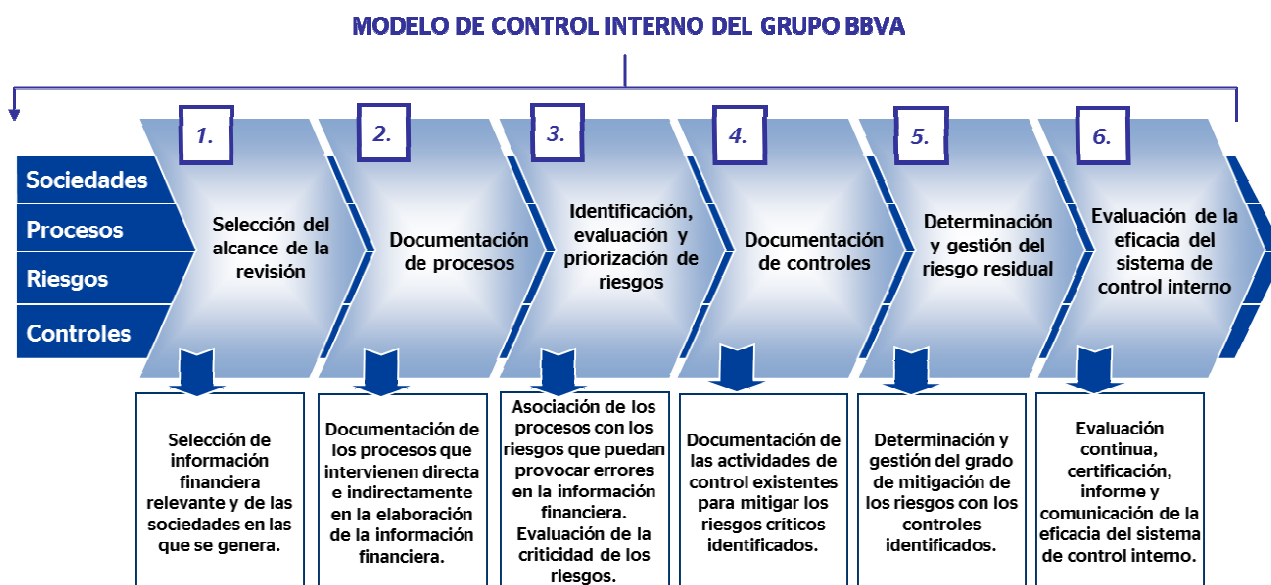 MODELO DE CONTROL INTERNO DEL GRUPO BBVA
Sociedades
Procesos
Riesgos
Controles
1.
Selección del
alcance de la
revisión
2.
Documentación
de procesos
3.
Identificación,
evaluación y
priorización de
riesgos
4.
Documentación
de controles
5.
Determinación
y gestión del
riesgo residual
6.
Evaluación de la
eficacia del
sistema de
control interno
Selección de
información
financiera
relevante y de las
sociedades en las
que se genera.
Documentación de
los procesos que
intervienen directa
e indirectamente
en la elaboración
de la información
financiera.
Asociación de los
procesos con los
riesgos que puedan
provocar errores
en la información
financiera.
Evaluación de la
criticidad de los
riesgos.
Documentación de
las actividades de
control existentes
para mitigar los
riesgos críticos
identificados.
Determinación y
gestión del grado
de mitigación de
los riesgos con los
controles
identificados.
Evaluación
continua,
certificación,
informe y
comunicación de la
eficacia del sistema
de control interno.